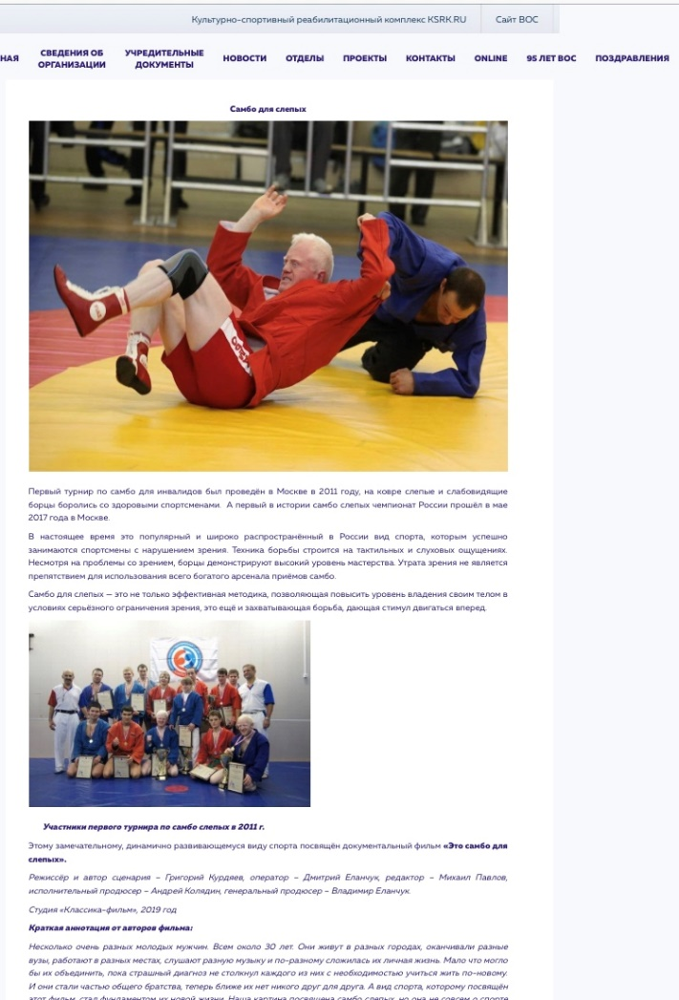 Культурно-спортивный реабилитационный комплекс KSRK.RU Сайт ВОС
НАЯ СВЕДЕНИЯ ОБ ОРГАНИЗАЦИИ УЧРЕДИТЕЛЬНЫЕ ДОКУМЕНТЫ НОВОСТИ ОТДЕЛЫ ПРОЕКТЫ КОНТАКТЫ ONLINE 95 ЛЕТ ВОС ПОЗДРАВЛЕНИЯ
Самбо для слепых
Первый турнир по самбо для инвалидов был проведён в Москве в 2011 году, на ковре слепые и слабовидящие
борцы боролись со здоровыми спортсменами. А первый в истории самбо слепых чемпионат России прошёл в мае
2017 года в Москве.
В настоящее время это популярный и широко распространённый в России вид спорта, которым успешно
занимаются спортсмены с нарушением зрения. Техника борьбы строится на тактильных и слуховых ощущениях.
Несмотря на проблемы со зрением, борцы демонстрируют высокий уровень мастерства. Утрата зрения не является
препятствием для использования всего богатого арсенала приёмов самбо.
Самбо для слепых – это не только эффективная методика, позволяющая повысить уровень владения своим телом в
условиях серьёзного ограничения зрения, это ещё и захватывающая борьба, дающая стимул двигаться вперед.
Участники первого турнира по самбо слепых в 2011 г.
Этому замечательному, динамично развивающемуся виду спорта посвящён документальный фильм «Это самбо для
слепых».
Режиссёр и автор сценария – Григорий Курдяев, оператор – Дмитрий Еланчук, редактор – Михаил Павлов,
исполнительный продюсер – Андрей Колядин, генеральный продюсер – Владимир Еланчук.
Студия «Классика-фильм», 2019 год
Краткая аннотация от авторов фильма:
Несколько очень разных молодых мужчин. Всем около 30 лет. Они живут в разных городах, оканчивали разные
вузы, работают в разных местах, слушают разную музыку и по-разному сложилась их личная жизнь. Мало что могло
бы их объединить, пока страшный диагноз не столкнул каждого из них с необходимостью учиться жить по-новому.
И они стали частью общего братства, теперь ближе их нет никого друг для друга. А вид спорта, которому посвящён
этот фильм, стал фундаментом их новой жизни. Наша картина посвящена самбо слепых, но она не совсем о спорте